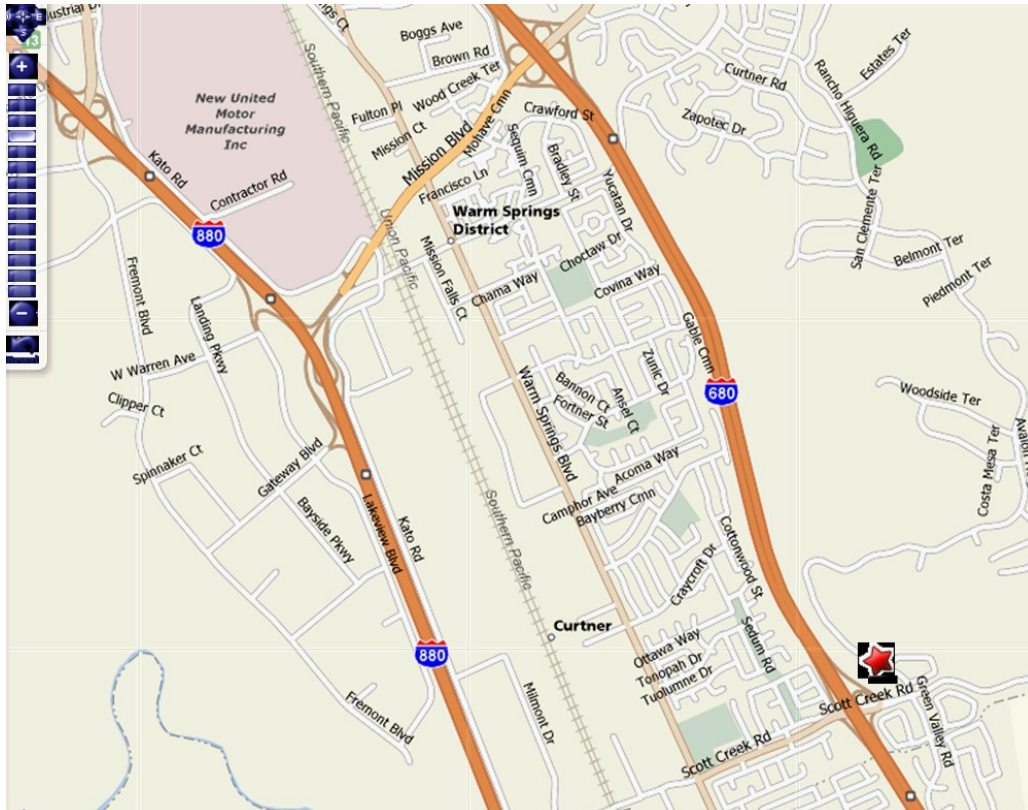 Industrial D
ngs Ct
S
E
13
Boggs Ave
Brown Rd
Wood Creek Ter
Fulton Pl
Mission Ct
Mission Blvd
Mohave Cmn
New United
Motor
Manufacturing
Inc
Southern Pacific
Crawford St
Sequim Cmn
Bradley St
Yucatan Dr
Curtner Rd
Estates Ter
Rancho Higuera Rd
Zapotec Dr
Kato Rd
Contractor Rd
880
Francisco Ln
Warm Springs
District
Union Pacific
Mission Falls Ct
Chama Way
Choctaw Dr
Covina Way
San Clemente Ter
Belmont Ter
Piedmont Ter
Fremont Blvd
Landing Pkwy
W Warren Ave
Clipper Ct
Spinnaker Ct
Gateway Blvd
Bayside Pkwy
Lakeview Blvd
Kato Rd
Warm Springs Blvd
Gable Cmn
Zunic Dr
Bannon Ct
Fortner St
Ansel Ct
680
Woodside Ter
Costa Mesa Ter
Acoma Way
Camphor Ave
Bayberry Cmn
Southern Pacific
Cottonwood St
Craycroft Dr
Curtner
Ottawa Way
Tonopah Dr
Tuolumne Dr
Sedum Rd
880
Fremont Blvd
Milmont Dr
Scott Creek Rd
Scott Creek Rd
Green Valley Rd